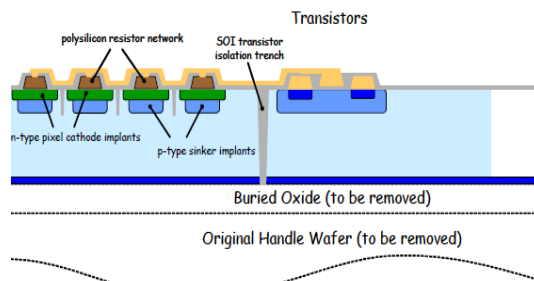 Transistors
polysilicon resistor network
SOI transistor
isolation trench
n-type pixel cathode implants
p-type sinker implants
Buried Oxide (to be removed)
Original Handle Wafer (to be removed)